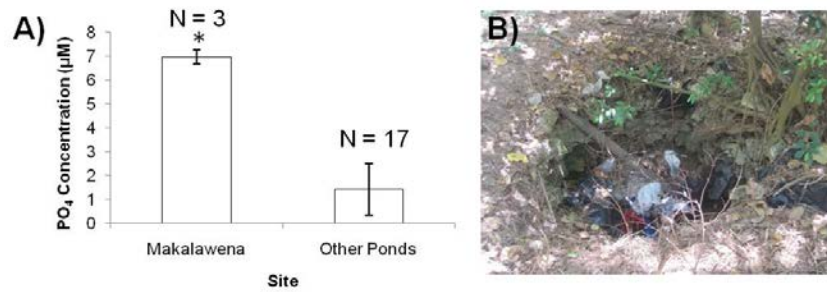 A)
N = 3
*
N = 17
PO₄ Concentration (µM)
8
7
6
5
4
3
2
1
0
Makalawena
Other Ponds
Site
B)